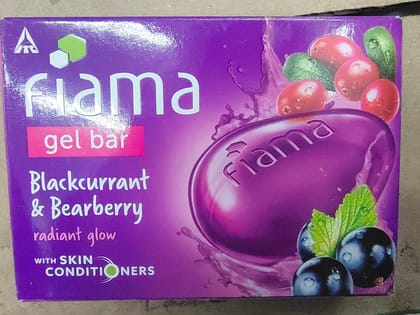 ITC
fiama
gel bar
Blackcurrant
& Bearberry
radiant glow
WITH SKIN
CONDITIONERS
fiama